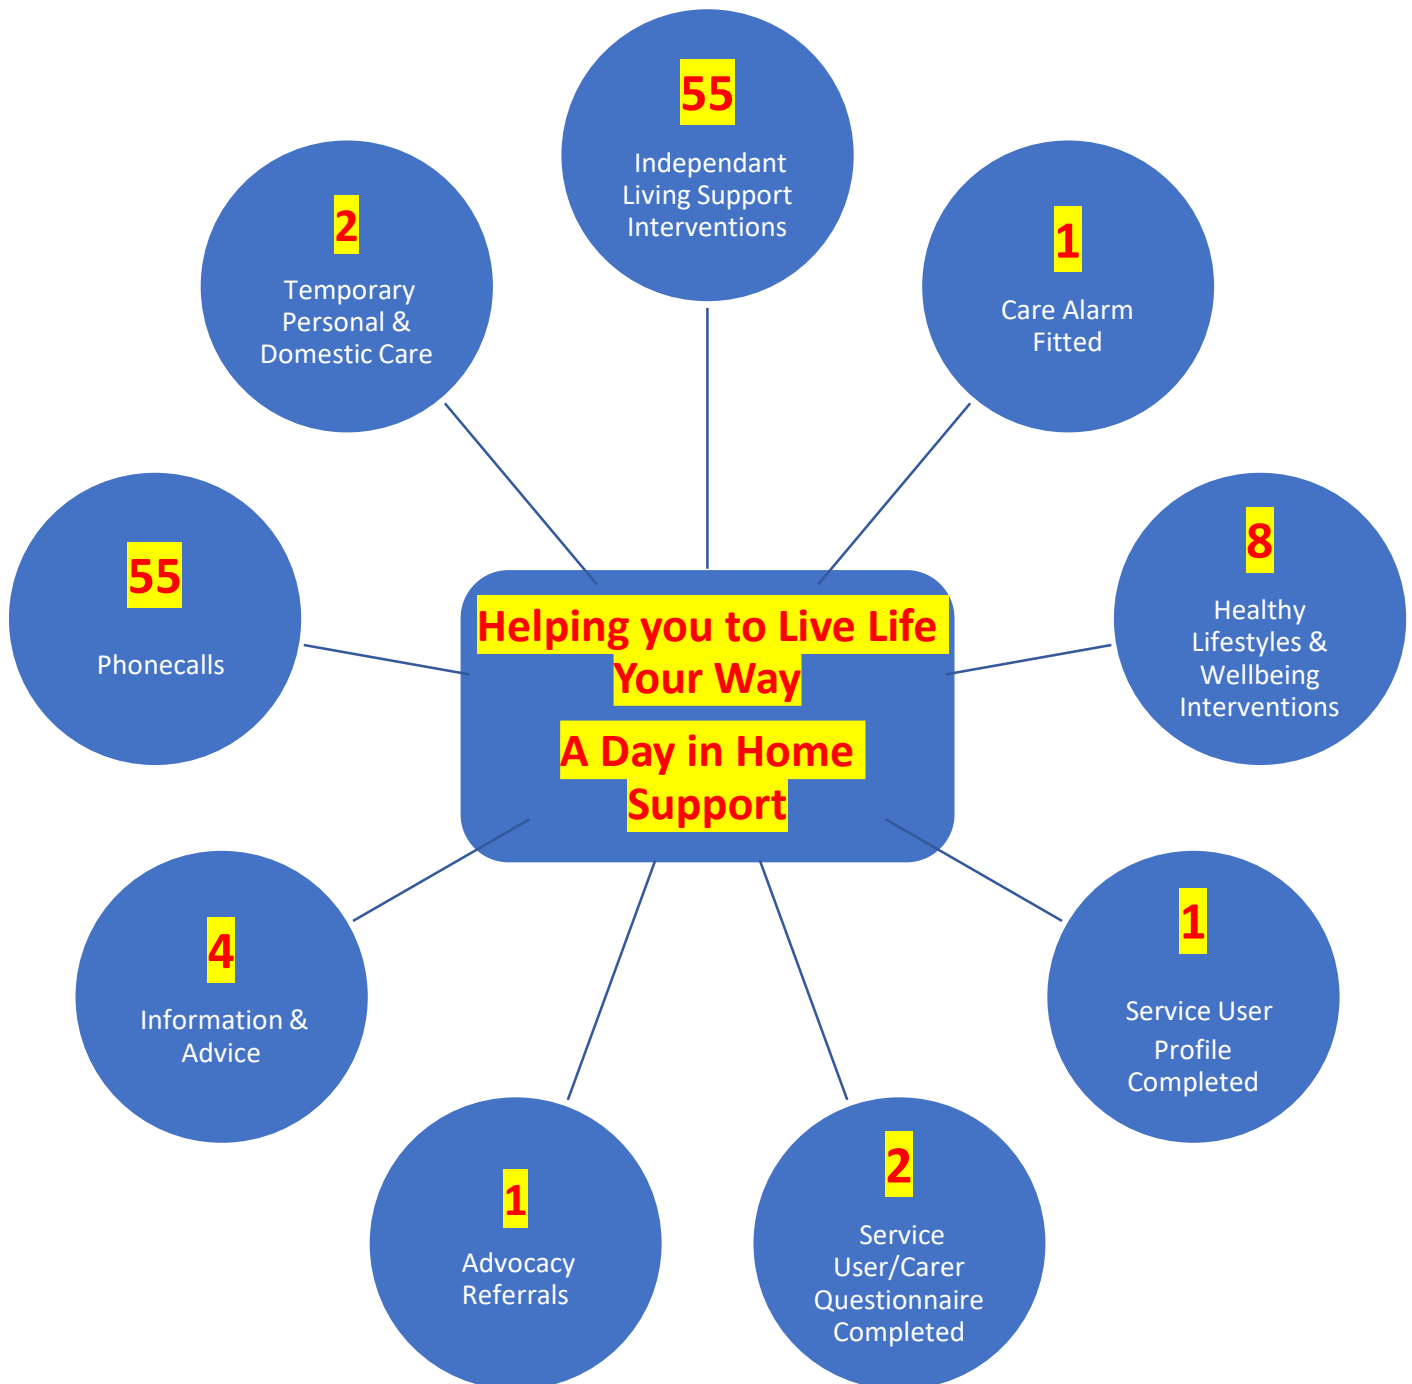 55
Independant
Living Support
Interventions
1
Care Alarm
Fitted
8
Healthy
Lifestyles &
Wellbeing
Interventions
1
Service User
Profile
Completed
2
Service
User/Carer
Questionnaire
Completed
1
Advocacy
Referrals
4
Information &
Advice
55
Phonecalls
2
Temporary
Personal &
Domestic Care
Helping you to Live Life
Your Way
A Day in Home
Support